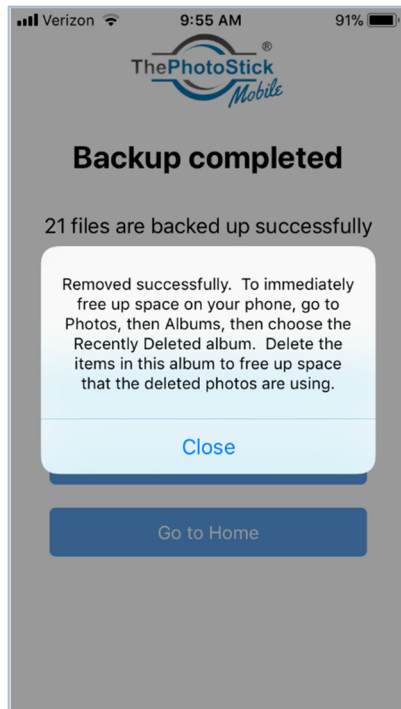 Verizon 9:55 AM 91%
ThePhotoStick®
Mobile
Backup completed
21 files are backed up successfully
Removed successfully. To immediately
free up space on your phone, go to
Photos, then Albums, then choose the
Recently Deleted album. Delete the
items in this album to free up space
that the deleted photos are using.
Close
Go to Home